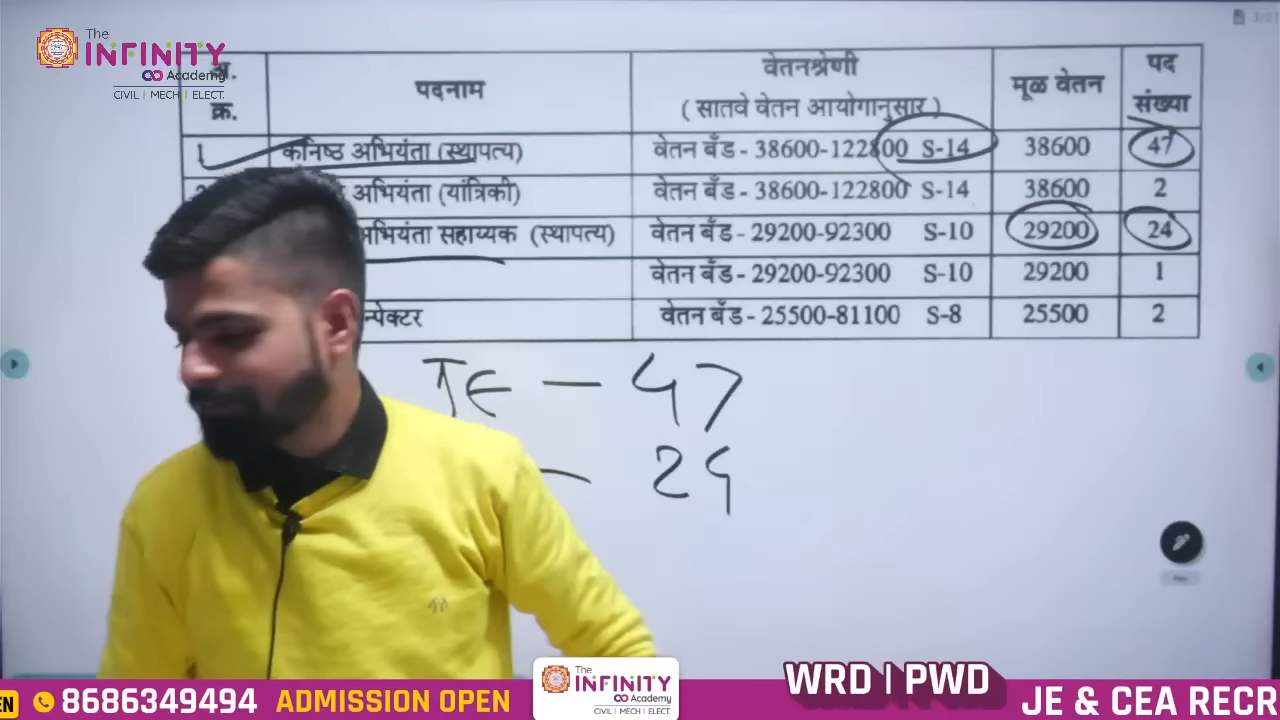 The
INFINITY
Academy
CIVIL | MECH | ELECT.
अ. क्र. पदनाम वेतनश्रेणी ( सातवे वेतन आयोगानुसार ) मूळ वेतन पद संख्या
1 कनिष्ठ अभियंता (स्थापत्य) वेतन बँड - 38600-122800 S-14 38600 47
अभियंता (यांत्रिकी) वेतन बँड - 38600-122800 S-14 38600 2
अभियंता सहाय्यक (स्थापत्य) वेतन बँड - 29200-92300 S-10 29200 24
वेतन बँड - 29200-92300 S-10 29200 1
न्पेक्टर वेतन बँड - 25500-81100 S-8 25500 2
JE - 47
- 24
EN 8686349494 ADMISSION OPEN
The
INFINITY
Academy
CIVIL | MECH | ELECT.
WRD | PWD
JE & CEA RECR